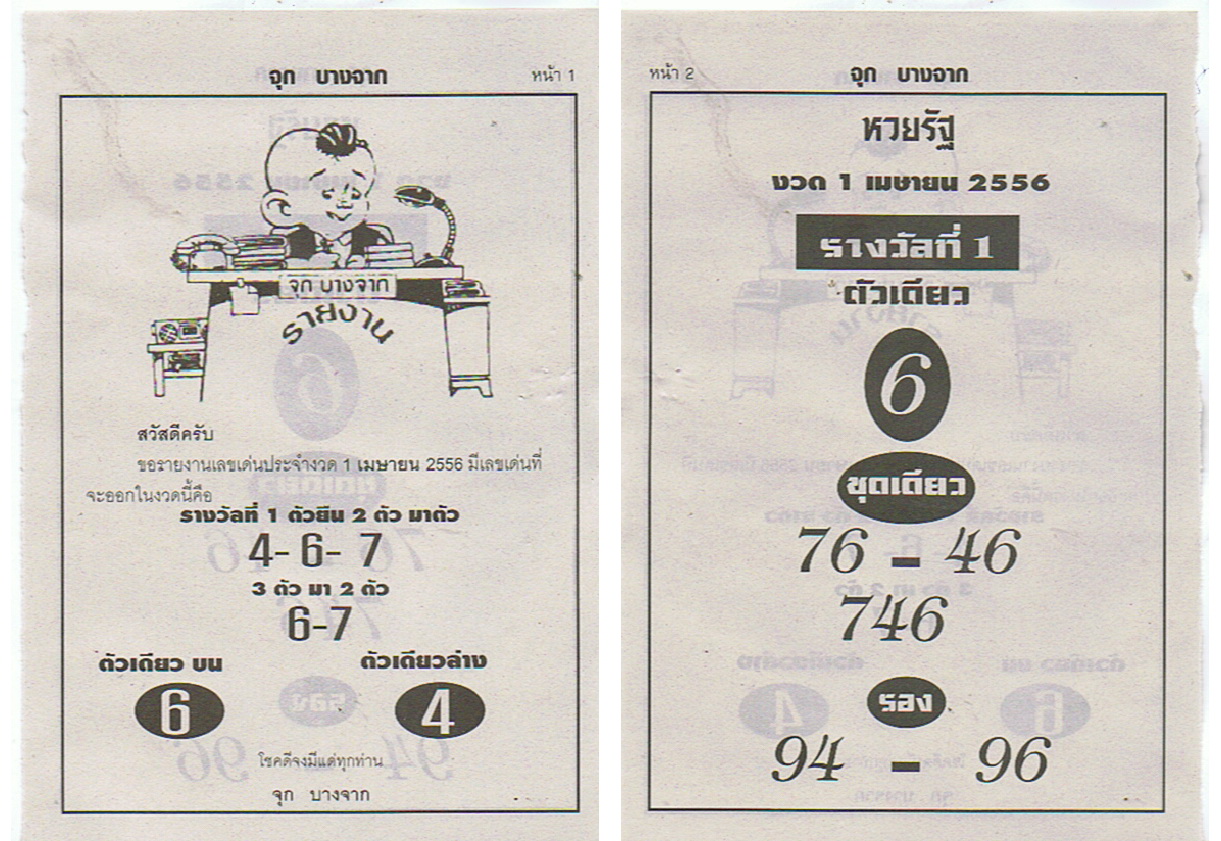 จุก บางจาก
หน้า 1
จุก บางจาก
รายงาน
สวัสดีครับ
ขอรายงานเลขเด่นประจำงวด 1 เมษายน 2556 มีเลขเด่นที่
จะออกในงวดนี้คือ
รางวัลที่ 1 ตัวยืน 2 ตัว มาตัว
4- 6- 7
3 ตัว มา 2 ตัว
6-7
ตัวเดียว บน ตัวเดียวล่าง
6 4
โชคดีจงมีแด่ทุกท่าน
จุก บางจาก
หน้า 2
จุก บางจาก
หวยรัฐ
งวด 1 เมษายน 2556
รางวัลที่ 1
ตัวเดียว
6
ชุดเดียว
76 - 46
746
รอง
94 - 96